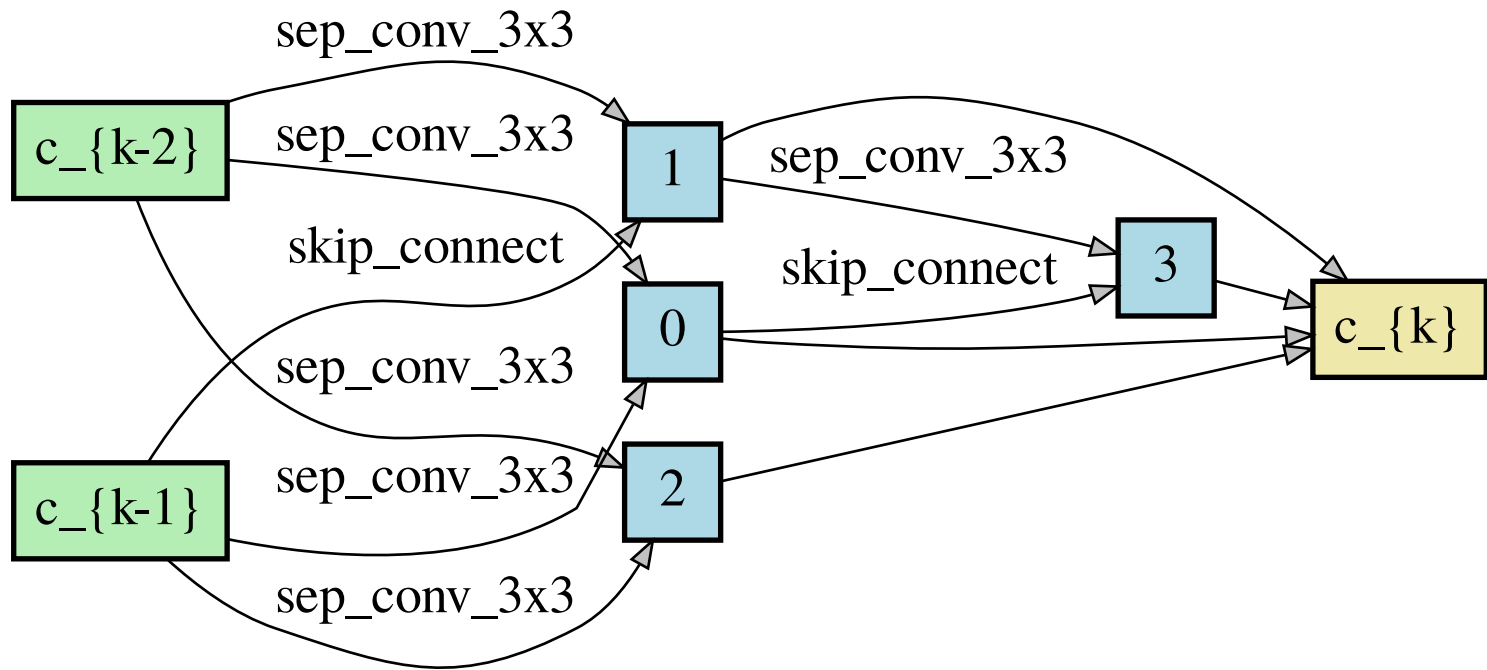 sep_conv_3x3
c_{k-2}
sep_conv_3x3
1
sep_conv_3x3
skip_connect
skip_connect
3
0
c_{k}
sep_conv_3x3
sep_conv_3x3
2
c_{k-1}
sep_conv_3x3